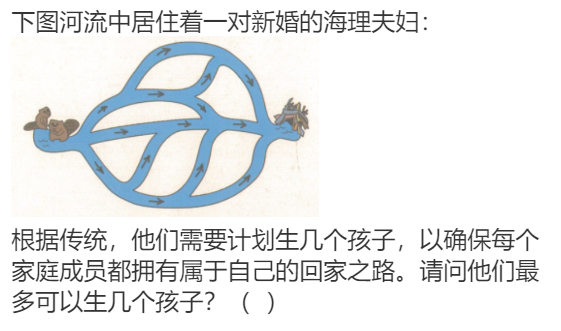 下图河流中居住着一对新婚的海理夫妇：
根据传统，他们需要计划生几个孩子，以确保每个
家庭成员都拥有属于自己的回家之路。请问他们最
多可以生几个孩子？（ ）